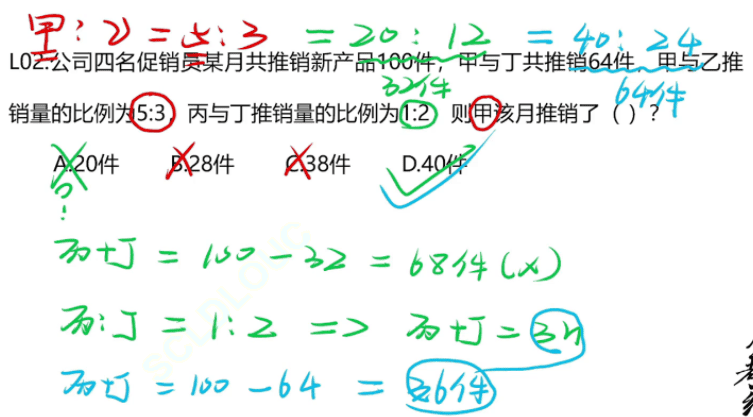 甲:乙=5:3 =20:12 =40:24
L02.公司四名促销员某月共推销新产品100件，甲与丁共推销64件，甲与乙推
32件
64件
销量的比例为5:3，丙与丁推销量的比例为1:2，则甲该月推销了（ ）？
A.20件 B.28件 C.38件 D.40件
?
丙+丁 = 100 - 32 = 68件(×)
丙:丁 = 1:2 => 丙+丁 = 3n
丙+丁 = 100 - 64 = 36件